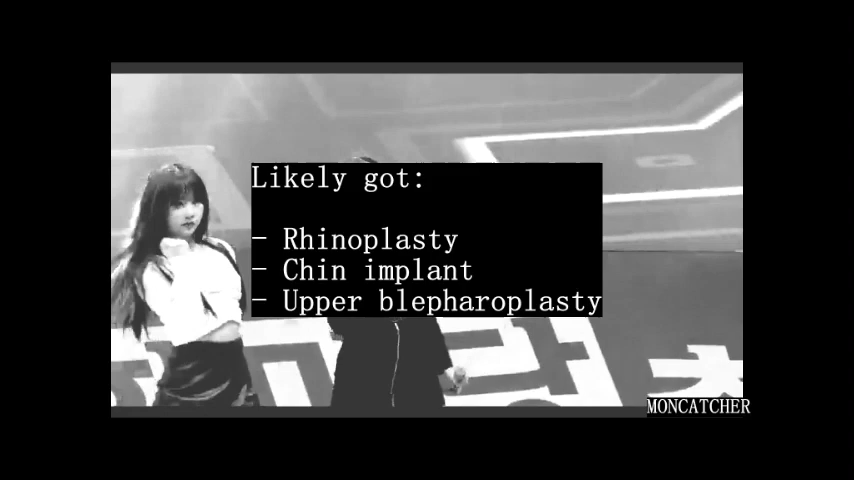 Likely got:
- Rhinoplasty
- Chin implant
- Upper blepharoplasty
MONCATCHER